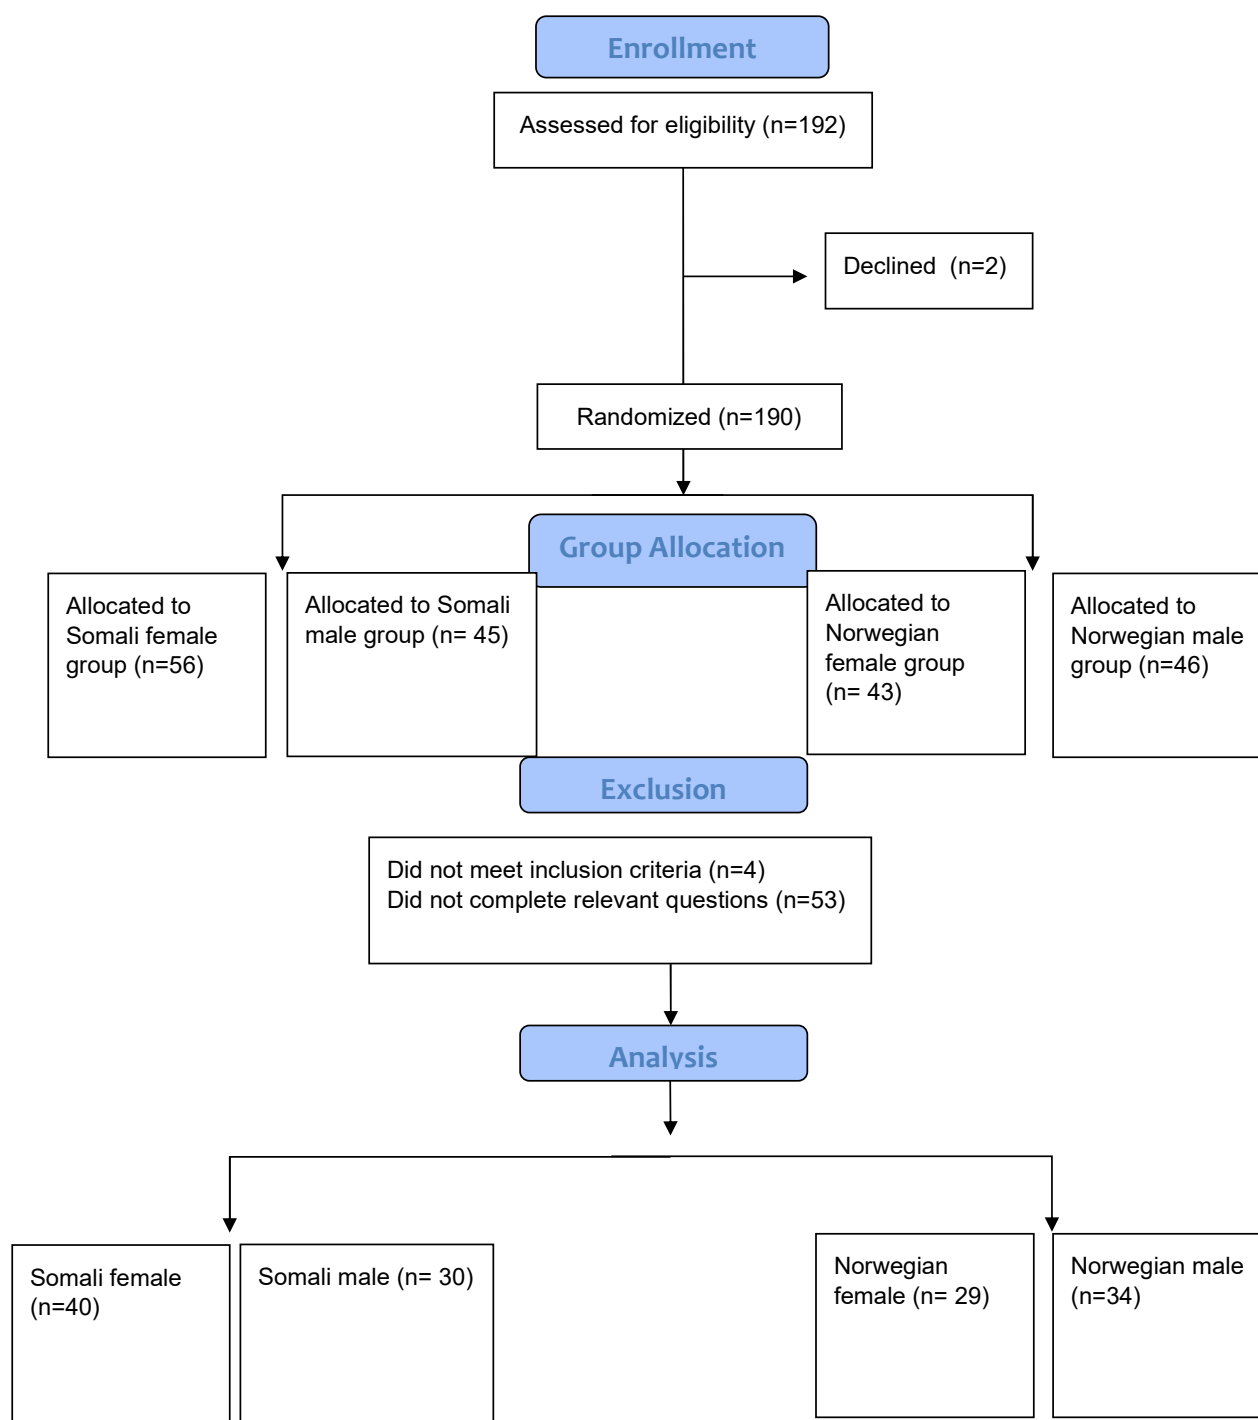 Enrollment
Assessed for eligibility (n=192)
Declined  (n=2)
Randomized (n=190)
Group Allocation
Allocated to
Somali female
group (n=56)
Allocated to Somali
male group (n= 45)
Allocated to
Norwegian
female group
(n= 43)
Allocated to
Norwegian male
group (n=46)
Exclusion
Did not meet inclusion criteria (n=4)
Did not complete relevant questions (n=53)
Analysis
Somali female
(n=40)
Somali male (n= 30)
Norwegian
female (n= 29)
Norwegian male
(n=34)